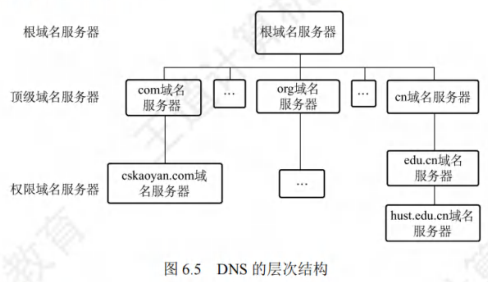 根域名服务器
根域名服务器
顶级域名服务器
com域名
服务器
…
org域名
服务器
…
cn域名服务器
权限域名服务器
cskaoyan.com域
名服务器
…
edu.cn域名
服务器
hust.edu.cn域名
服务器
图 6.5 DNS 的层次结构